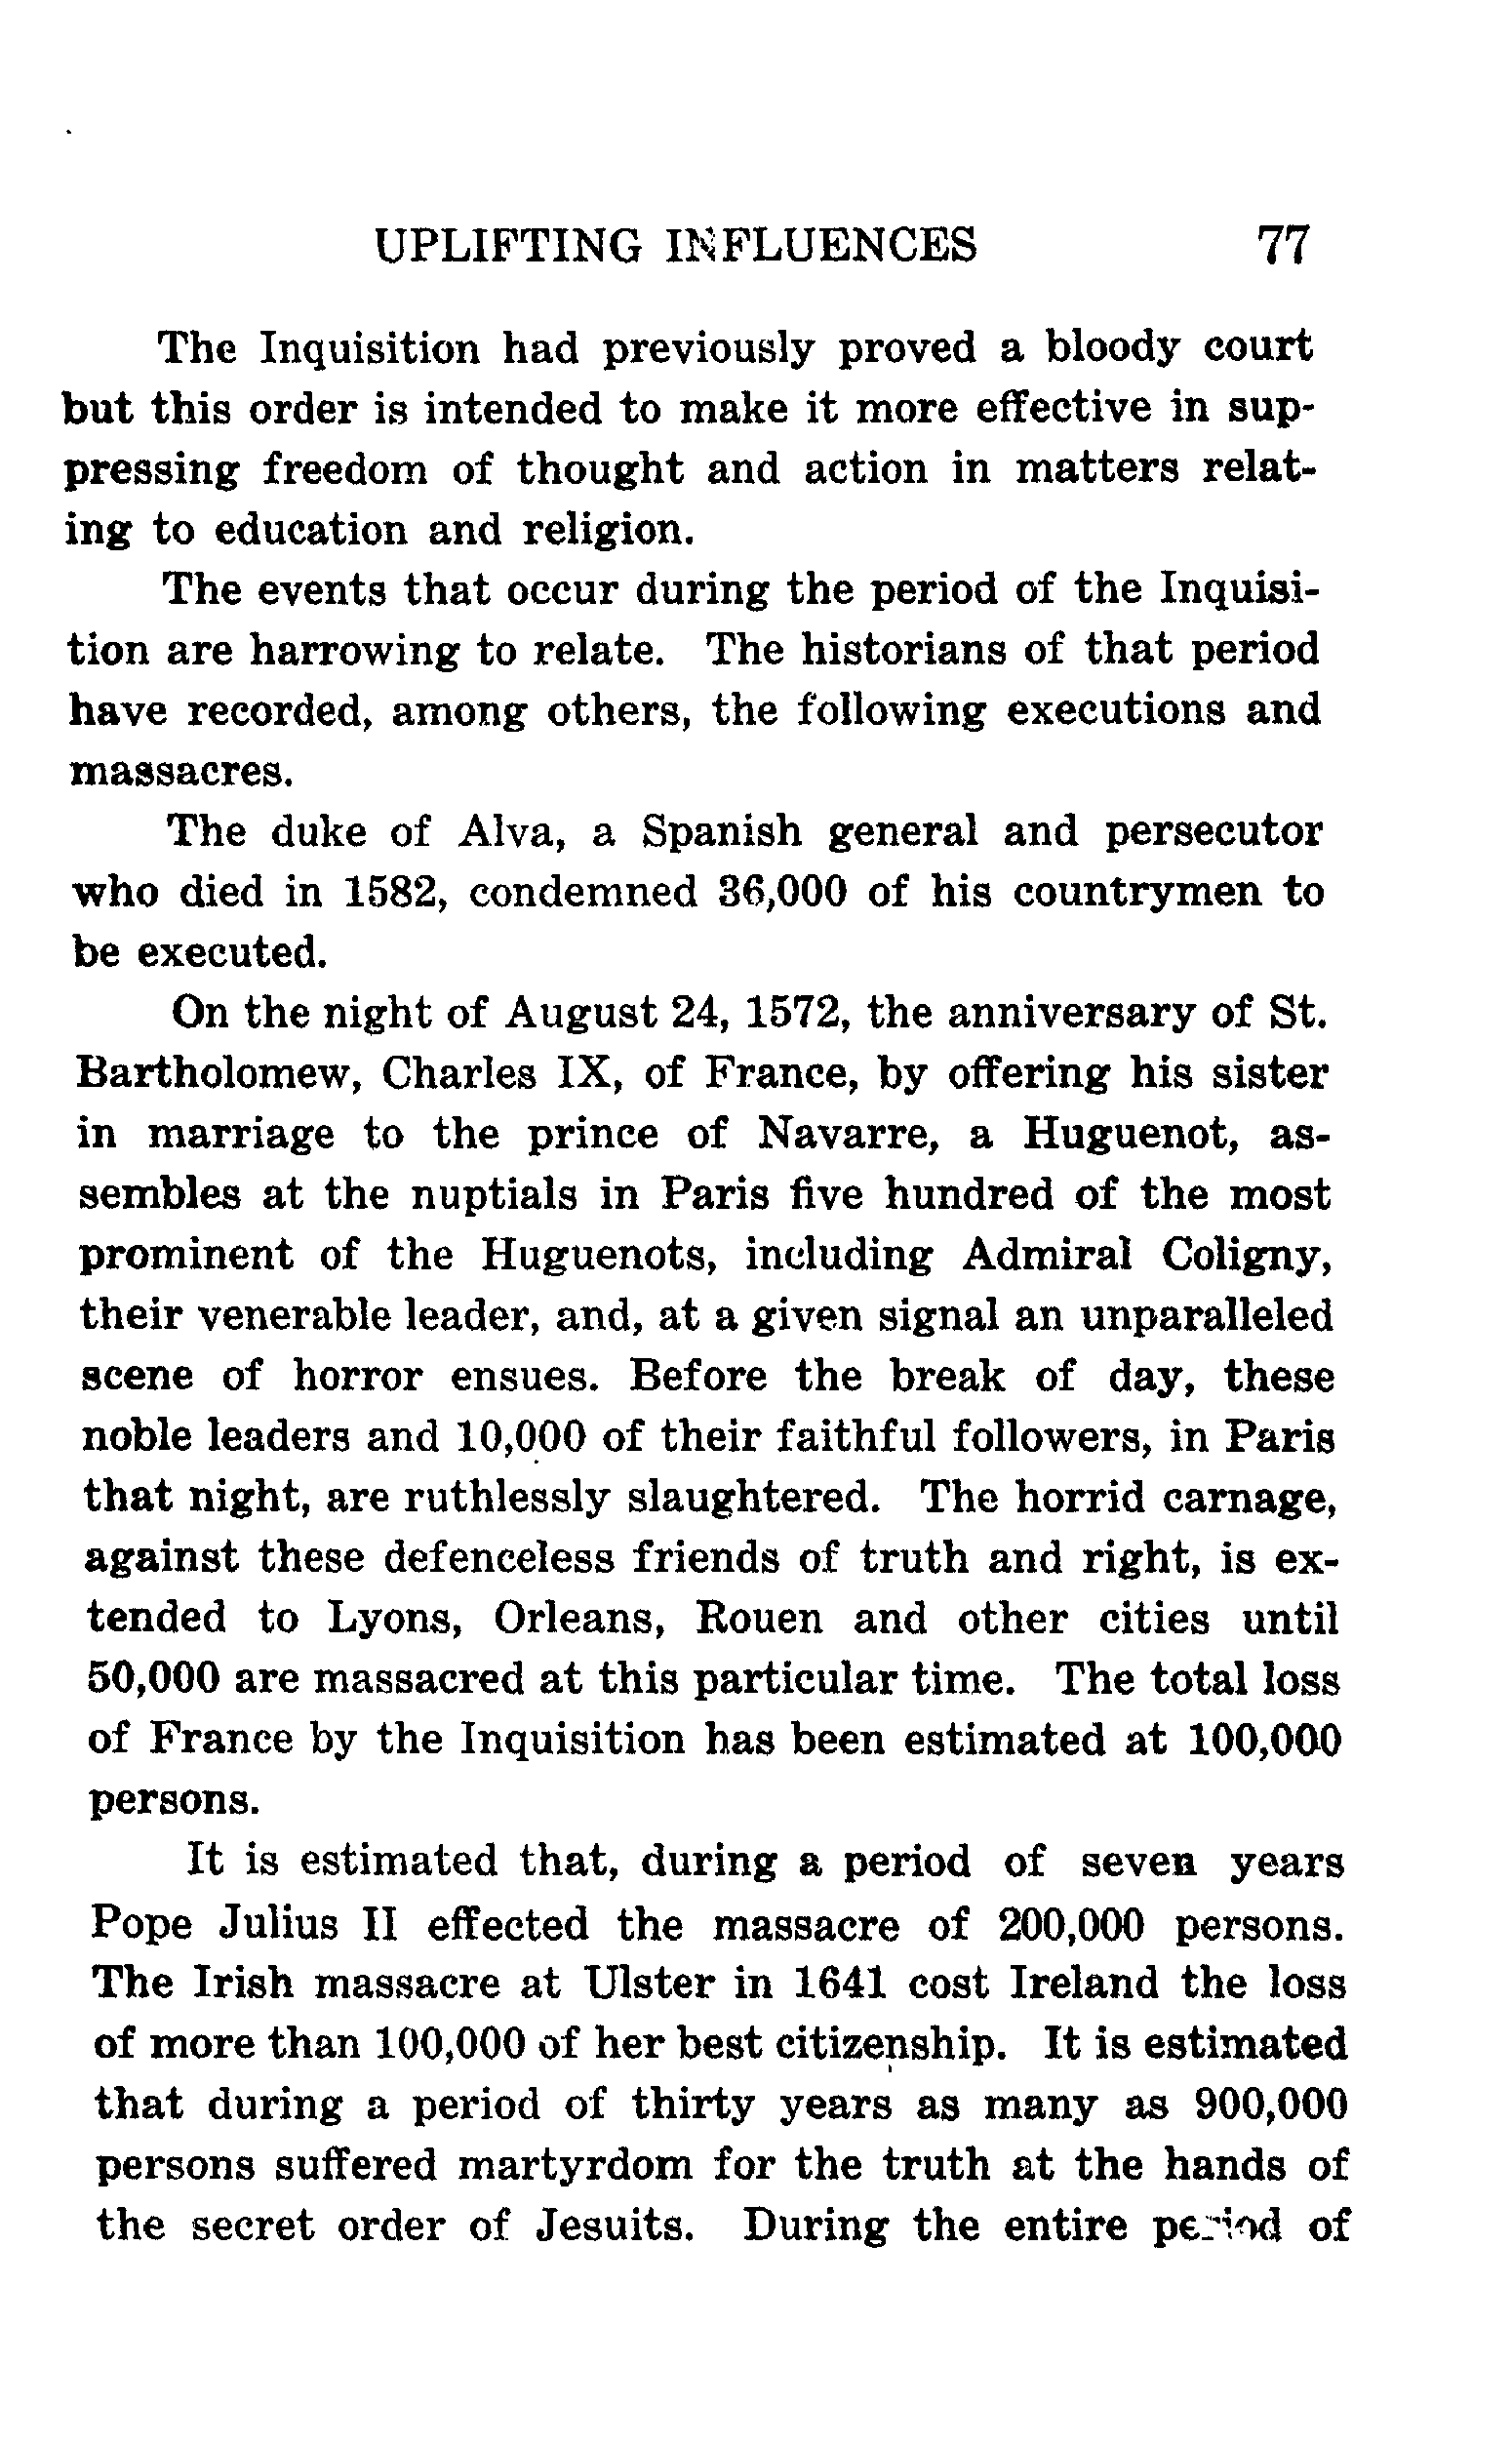 UPLIFTING INFLUENCES 77
The Inquisition had previously proved a bloody court
but this order is intended to make it more effective in sup-
pressing freedom of thought and action in matters relat-
ing to education and religion.
The events that occur during the period of the Inquisi-
tion are harrowing to relate. The historians of that period
have recorded, among others, the following executions and
massacres.
The duke of Alva, a Spanish general and persecutor
who died in 1582, condemned 36,000 of his countrymen to
be executed.
On the night of August 24, 1572, the anniversary of St.
Bartholomew, Charles IX, of France, by offering his sister
in marriage to the prince of Navarre, a Huguenot, as-
sembles at the nuptials in Paris five hundred of the most
prominent of the Huguenots, including Admiral Coligny,
their venerable leader, and, at a given signal an unparalleled
scene of horror ensues. Before the break of day, these
noble leaders and 10,000 of their faithful followers, in Paris
that night, are ruthlessly slaughtered. The horrid carnage,
against these defenceless friends of truth and right, is ex-
tended to Lyons, Orleans, Rouen and other cities until
50,000 are massacred at this particular time. The total loss
of France by the Inquisition has been estimated at 100,000
persons.
It is estimated that, during a period of seven years
Pope Julius II effected the massacre of 200,000 persons.
The Irish massacre at Ulster in 1641 cost Ireland the loss
of more than 100,000 of her best citizenship. It is estimated
that during a period of thirty years as many as 900,000
persons suffered martyrdom for the truth at the hands of
the secret order of Jesuits. During the entire period of